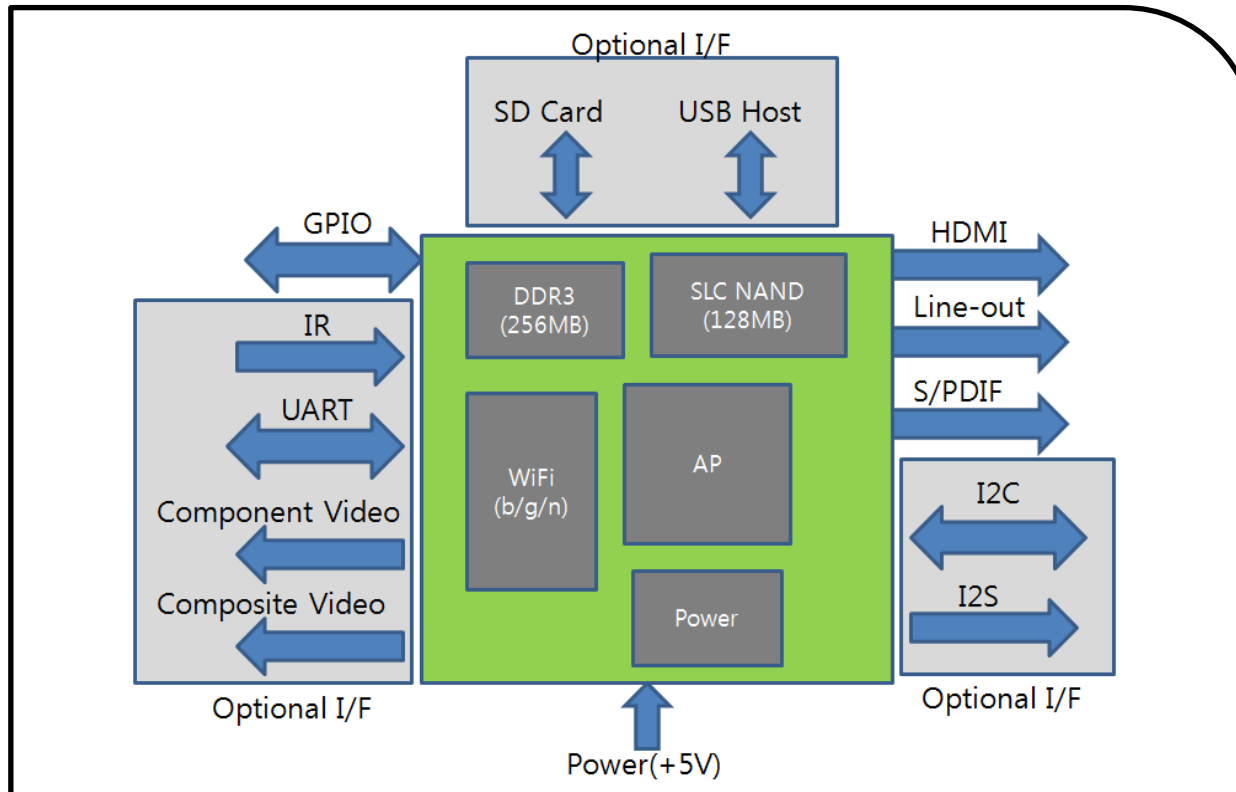 Optional I/F
SD Card
USB Host
GPIO
HDMI
DDR3
(256MB)
SLC NAND
(128MB)
Line-out
IR
S/PDIF
UART
WiFi
(b/g/n)
AP
I2C
Component Video
Composite Video
I2S
Power
Optional I/F
Optional I/F
Power(+5V)